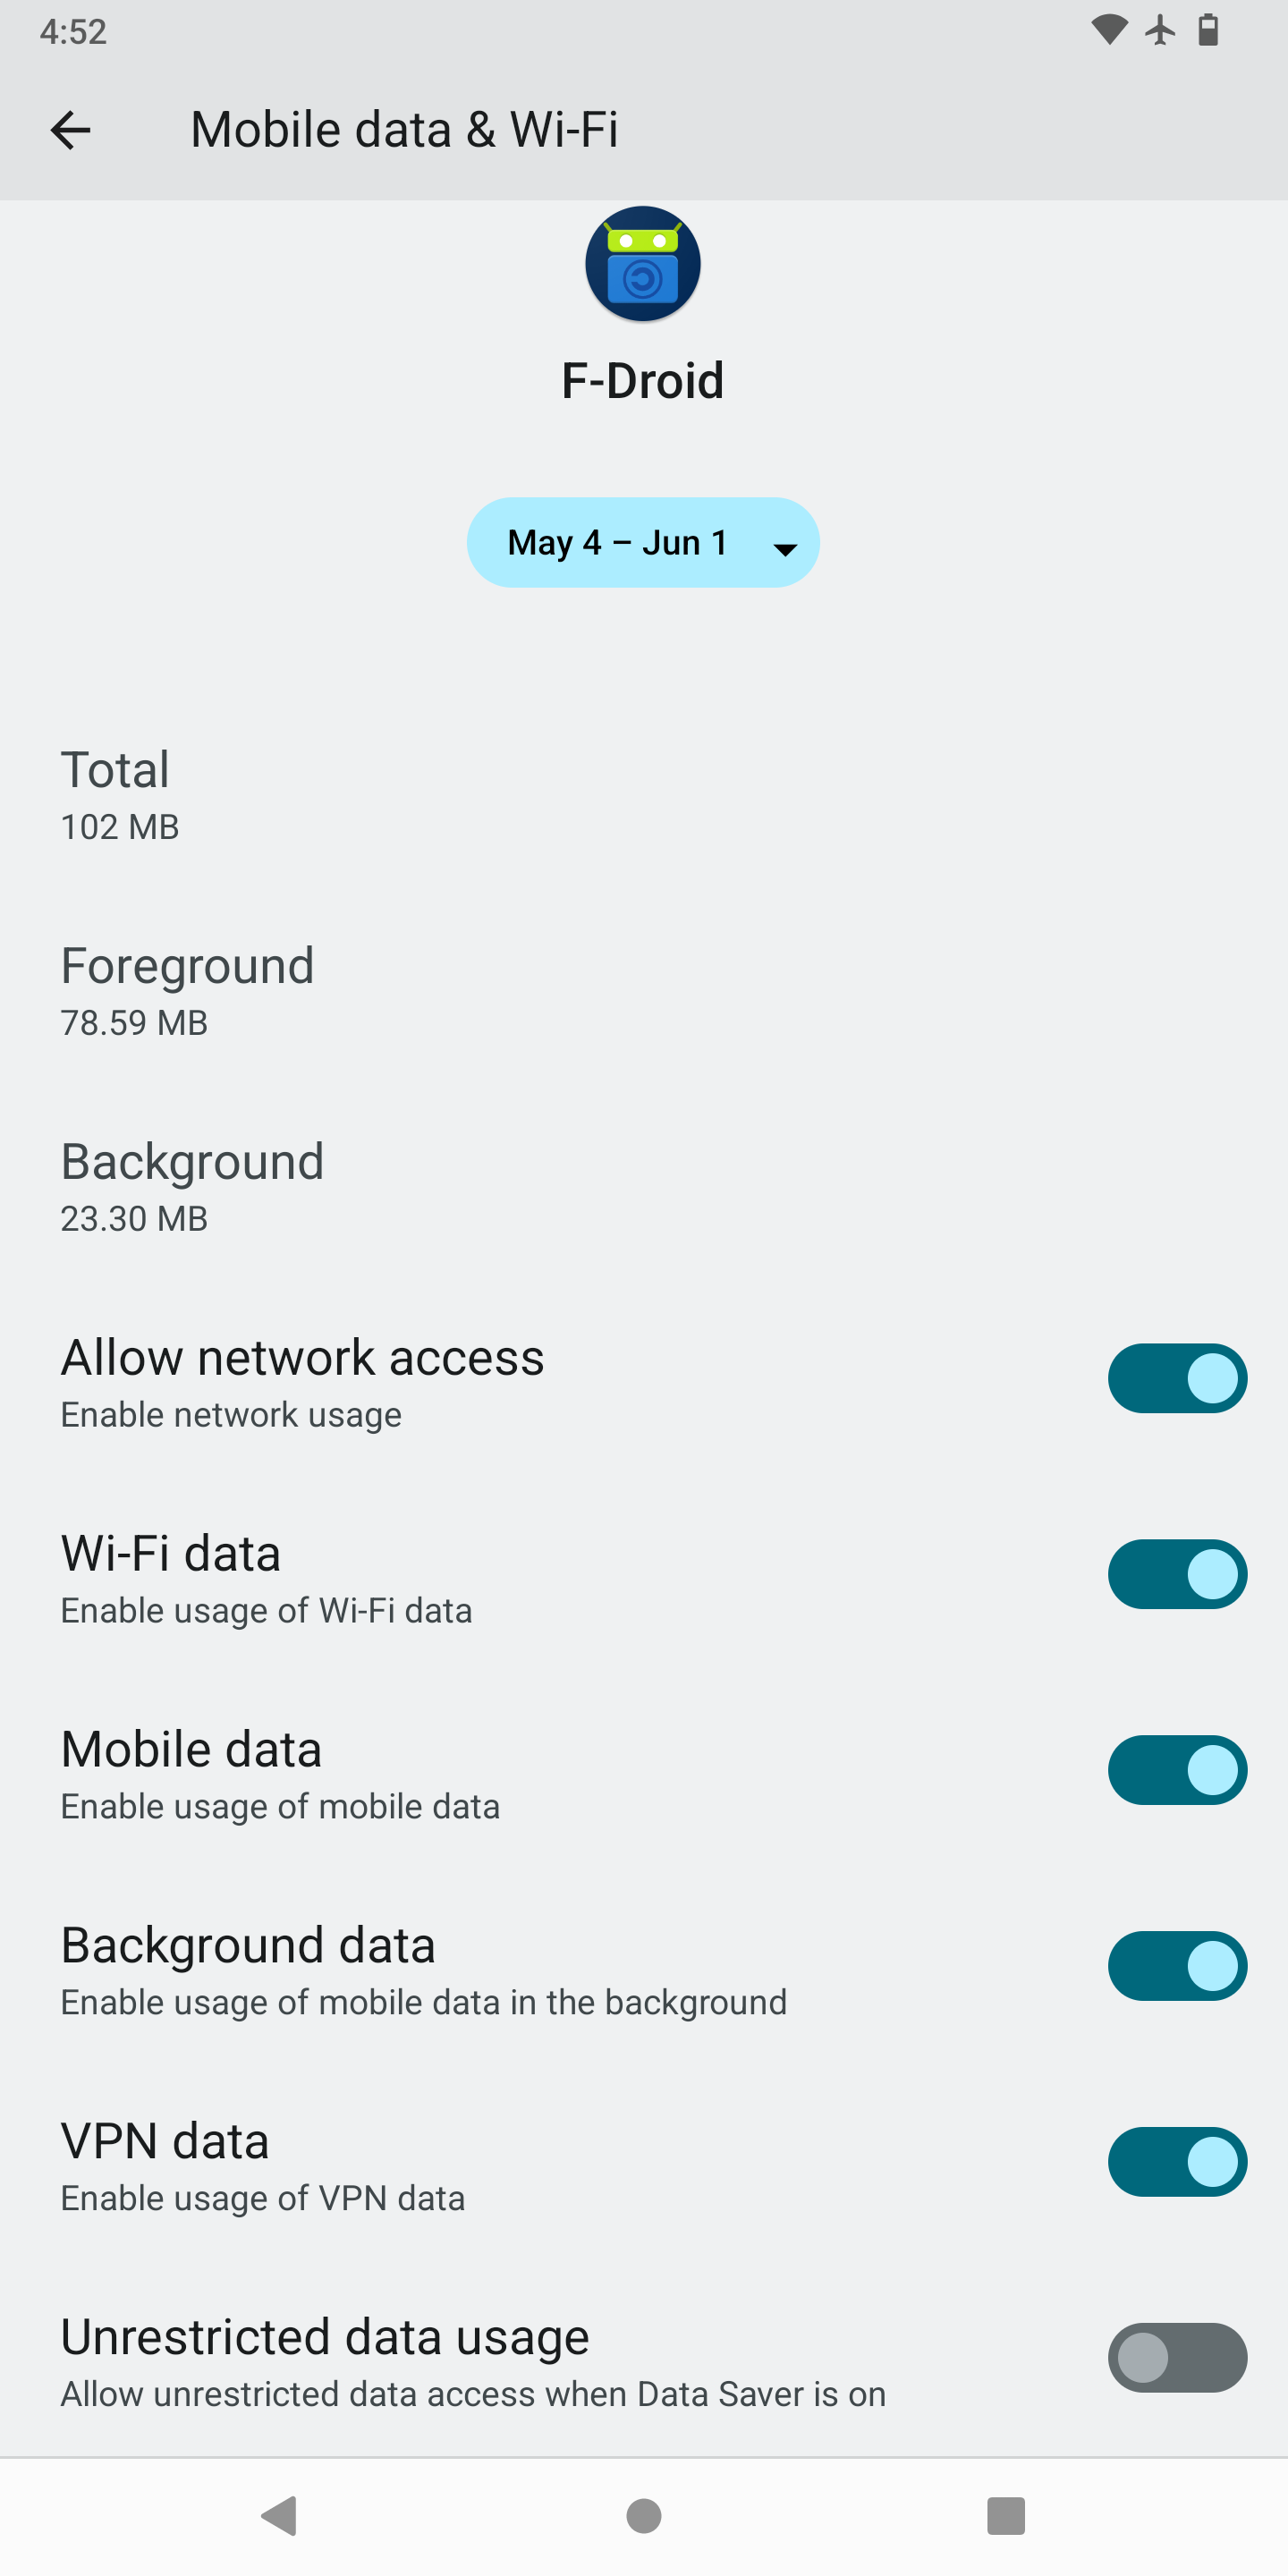 4:52
Mobile data & Wi-Fi
F-Droid
May 4 – Jun 1
Total
102 MB
Foreground
78.59 MB
Background
23.30 MB
Allow network access
Enable network usage
Wi-Fi data
Enable usage of Wi-Fi data
Mobile data
Enable usage of mobile data
Background data
Enable usage of mobile data in the background
VPN data
Enable usage of VPN data
Unrestricted data usage
Allow unrestricted data access when Data Saver is on